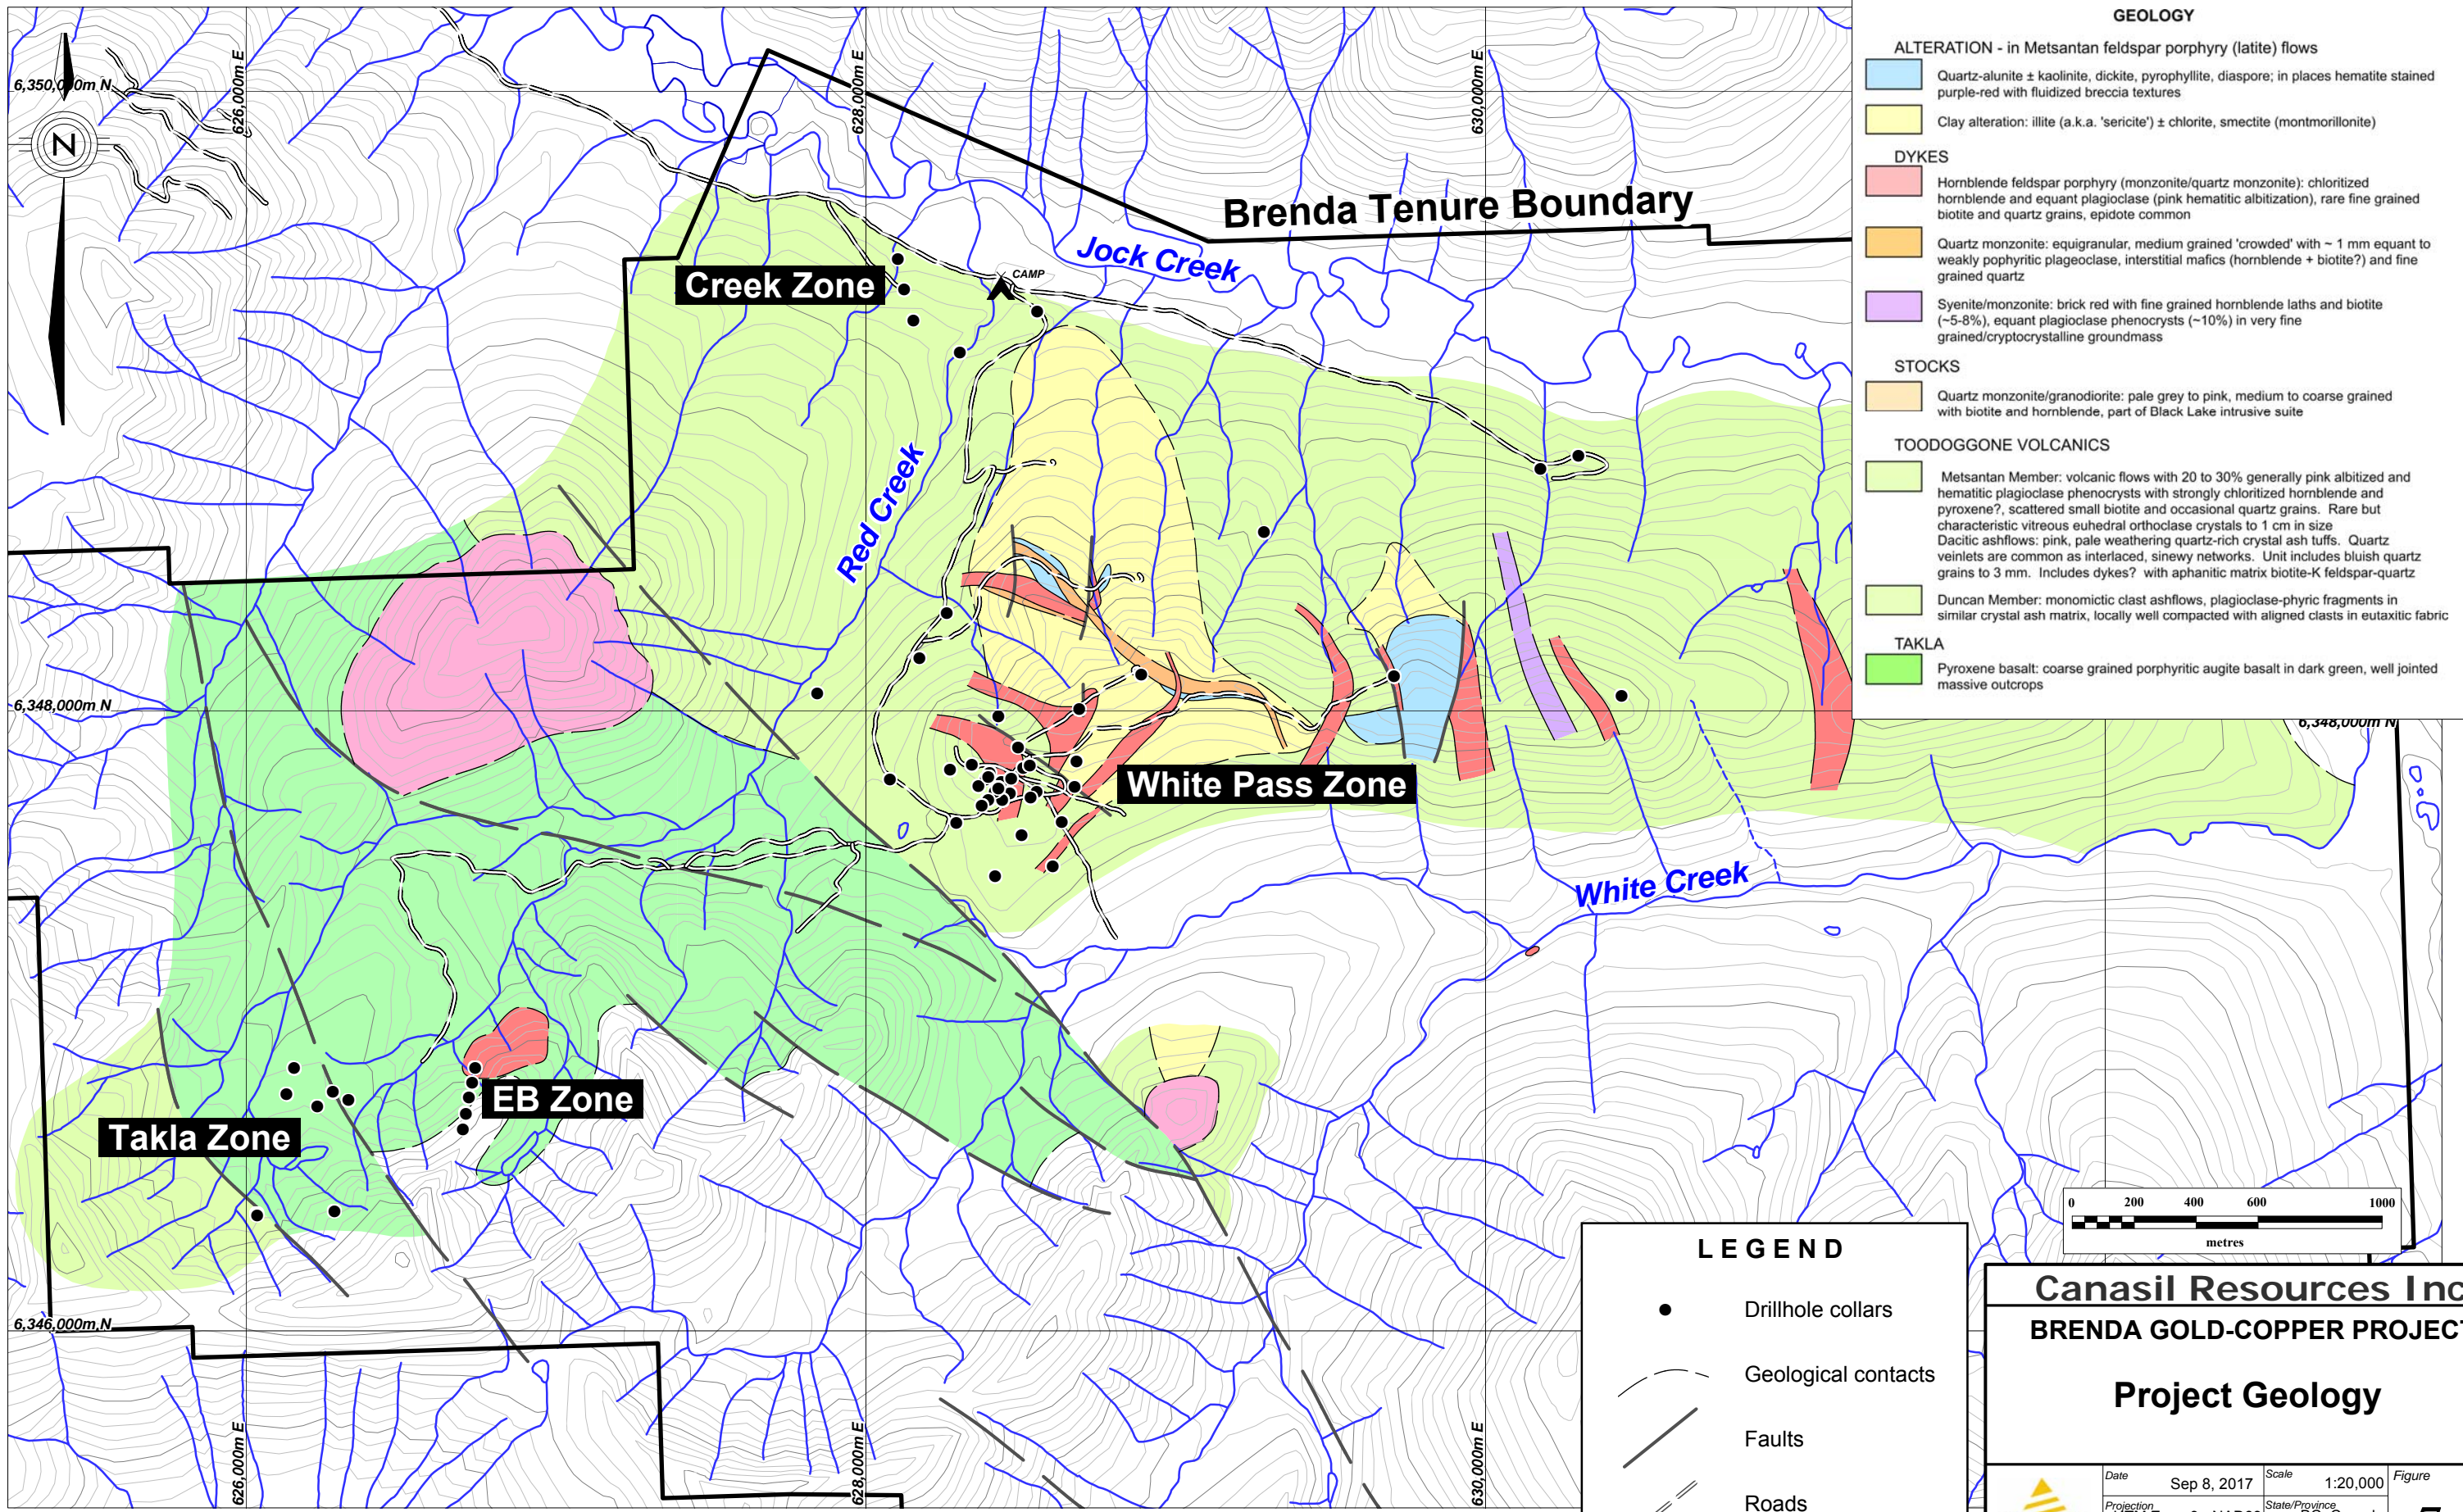 GEOLOGY
ALTERATION - in Metsantan feldspar porphyry (latite) flows
Quartz-alunite ± kaolinite, dickite, pyrophyllite, diaspore; in places hematite stained
purple-red with fluidized breccia textures
Clay alteration: illite (a.k.a. 'sericite') ± chlorite, smectite (montmorillonite)
DYKES
Hornblende feldspar porphyry (monzonite/quartz monzonite): chloritized
hornblende and equant plagioclase (pink hematitic albitization), rare fine grained
biotite and quartz grains, epidote common
Quartz monzonite: equigranular, medium grained 'crowded' with ~ 1 mm equant to
weakly pophyritic plageoclase, interstitial mafics (hornblende + biotite?) and fine
grained quartz
Syenite/monzonite: brick red with fine grained hornblende laths and biotite
(~5-8%), equant plagioclase phenocrysts (~10%) in very fine
grained/cryptocrystalline groundmass
STOCKS
Quartz monzonite/granodiorite: pale grey to pink, medium to coarse grained
with biotite and hornblende, part of Black Lake intrusive suite
TOODOGGONE VOLCANICS
Metsantan Member: volcanic flows with 20 to 30% generally pink albitized and
hematitic plagioclase phenocrysts with strongly chloritized hornblende and
pyroxene?, scattered small biotite and occasional quartz grains. Rare but
characteristic vitreous euhedral orthoclase crystals to 1 cm in size
Dacitic ashflows: pink, pale weathering quartz-rich crystal ash tuffs. Quartz
veinlets are common as interlaced, sinewy networks. Unit includes bluish quartz
grains to 3 mm. Includes dykes? with aphanitic matrix biotite-K feldspar-quartz
Duncan Member: monomictic clast ashflows, plagioclase-phyric fragments in
similar crystal ash matrix, locally well compacted with aligned clasts in eutaxitic fabric
TAKLA
Pyroxene basalt: coarse grained porphyritic augite basalt in dark green, well jointed
massive outcrops
6,350,000m N
626,000m E
628,000m E
630,000m E
N
Brenda Tenure Boundary
Jock Creek
Creek Zone
CAMP
Red Creek
6,348,000m N
6,348,000m N
White Pass Zone
White Creek
EB Zone
Takla Zone
6,346,000m N
626,000m E
628,000m E
630,000m E
0 200 400 600 1000
metres
LEGEND
Drillhole collars
Geological contacts
Faults
Roads
Canasil Resources Inc
BRENDA GOLD-COPPER PROJECT
Project Geology
Date Sep 8, 2017 Scale 1:20,000 Figure
Projection State/Province